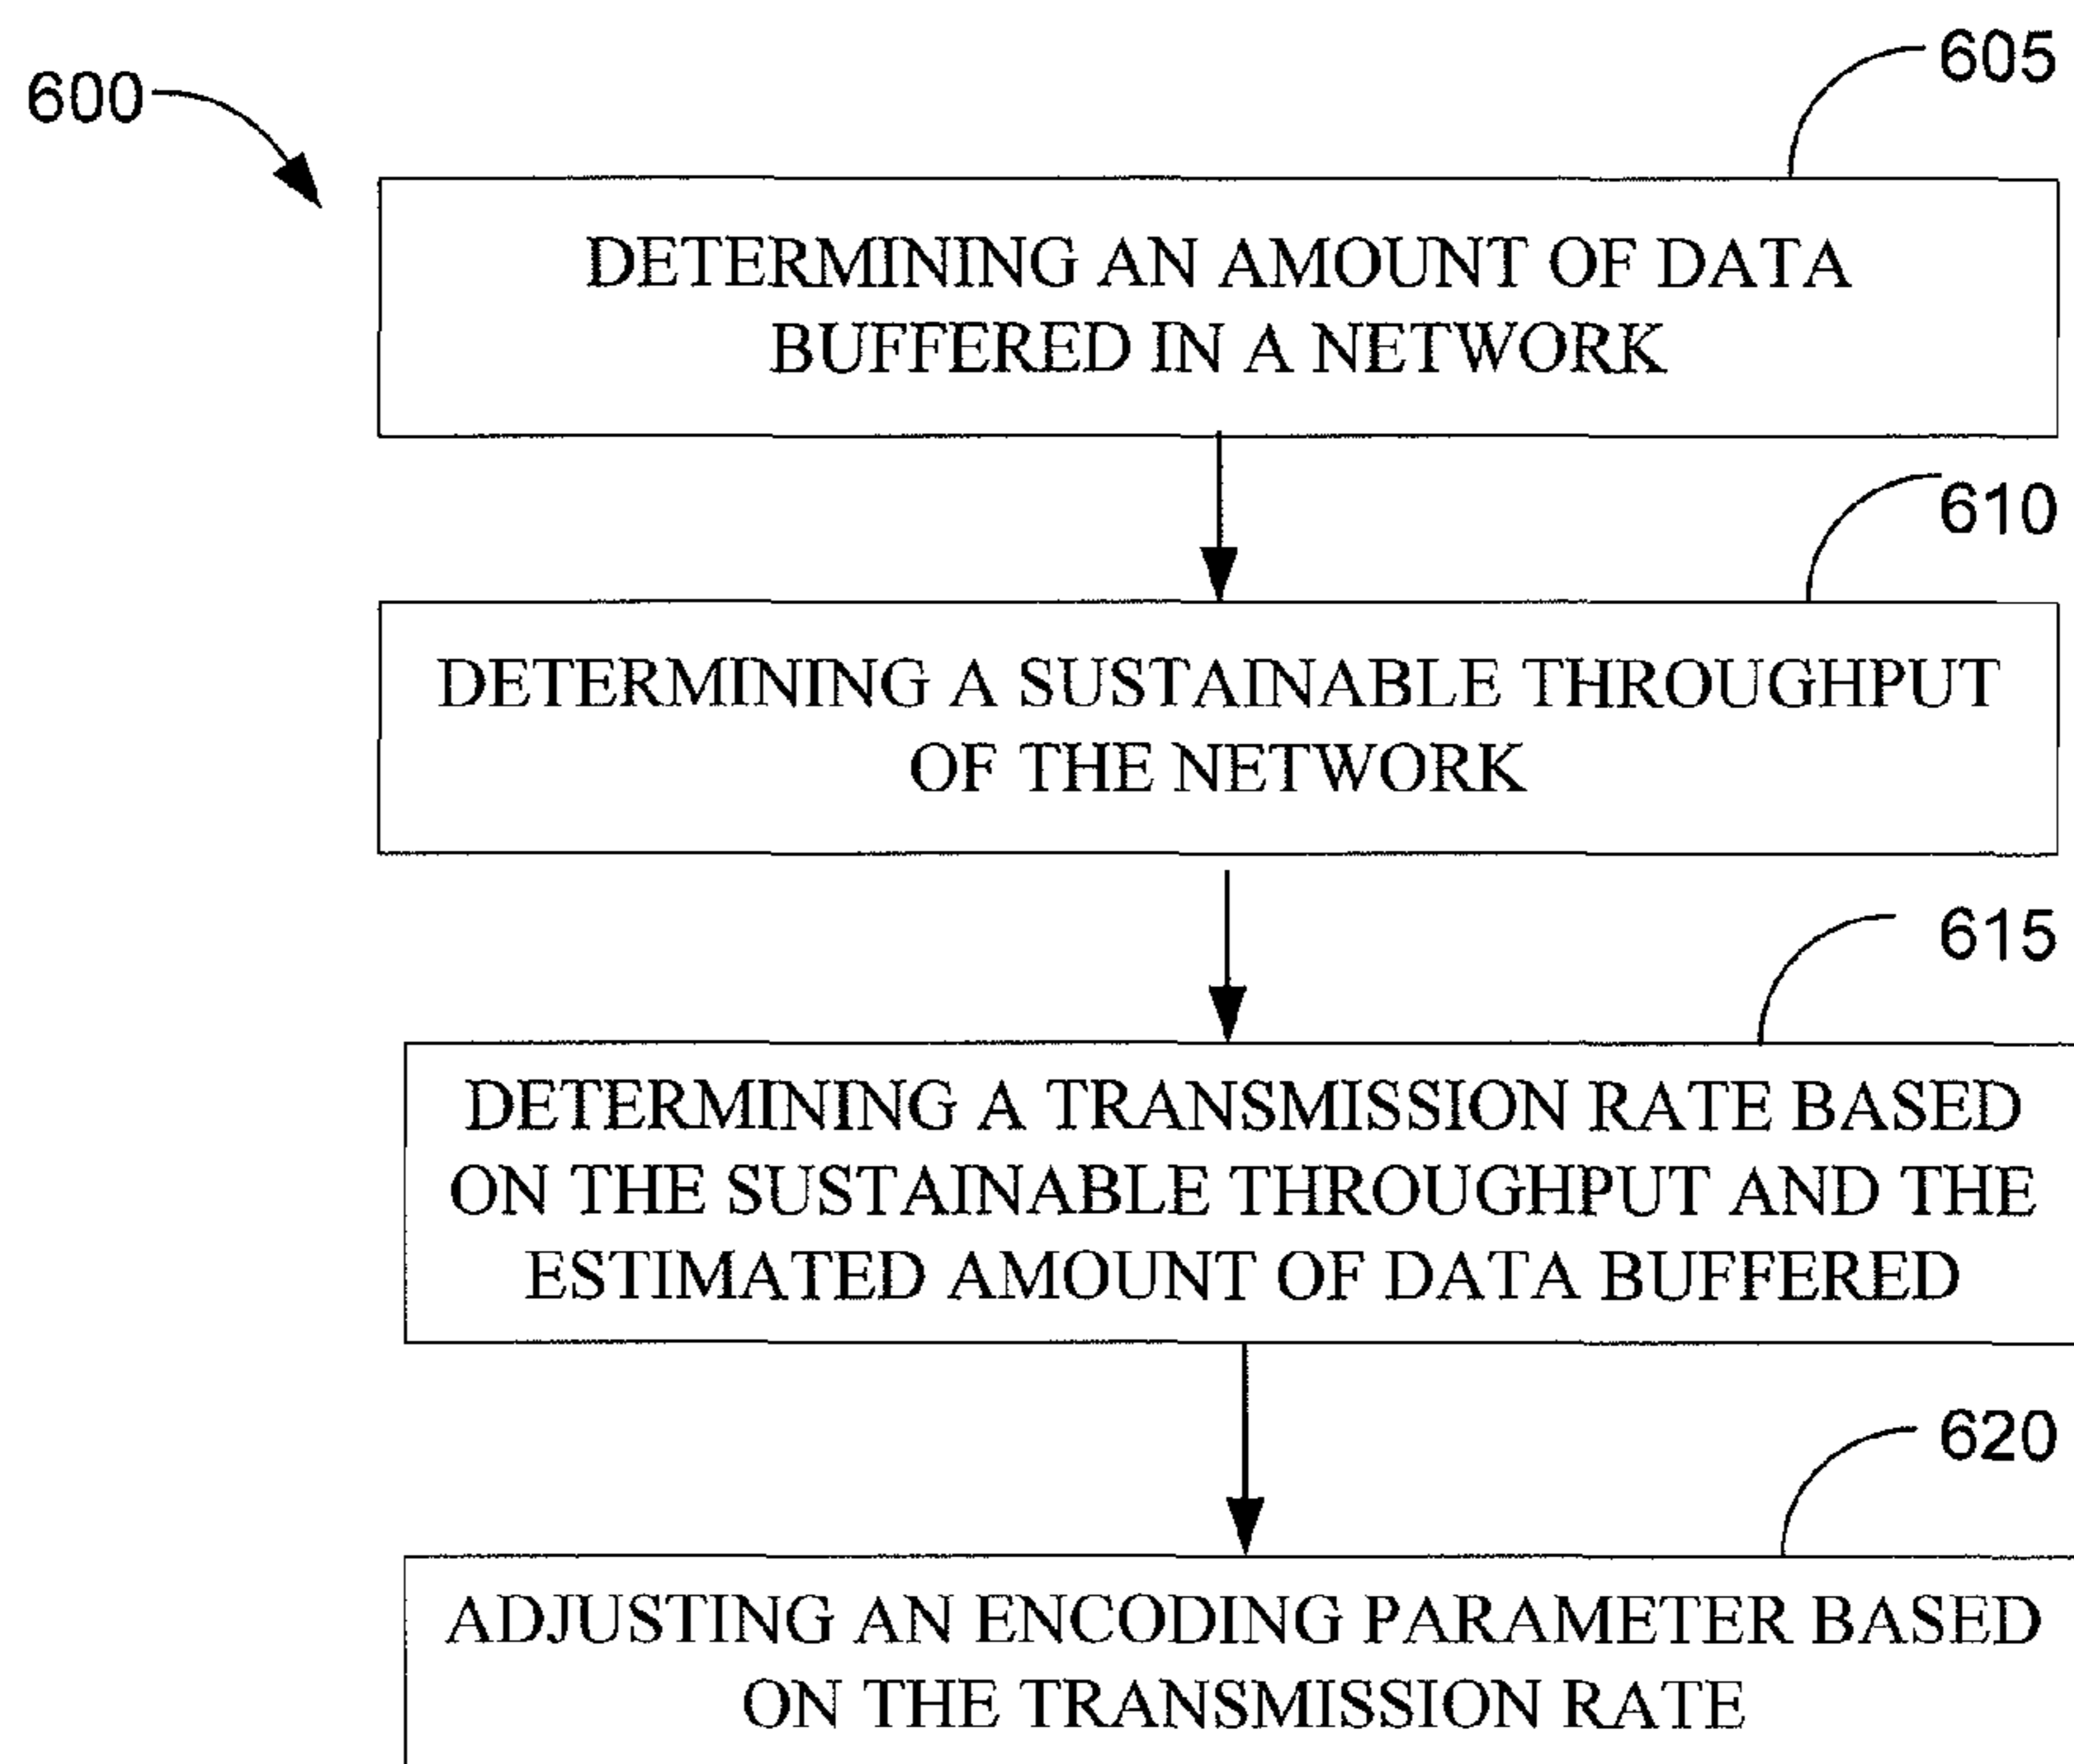 600
605
DETERMINING AN AMOUNT OF DATA
BUFFERED IN A NETWORK
610
DETERMINING A SUSTAINABLE THROUGHPUT
OF THE NETWORK
615
DETERMINING A TRANSMISSION RATE BASED
ON THE SUSTAINABLE THROUGHPUT AND THE
ESTIMATED AMOUNT OF DATA BUFFERED
620
ADJUSTING AN ENCODING PARAMETER BASED
ON THE TRANSMISSION RATE